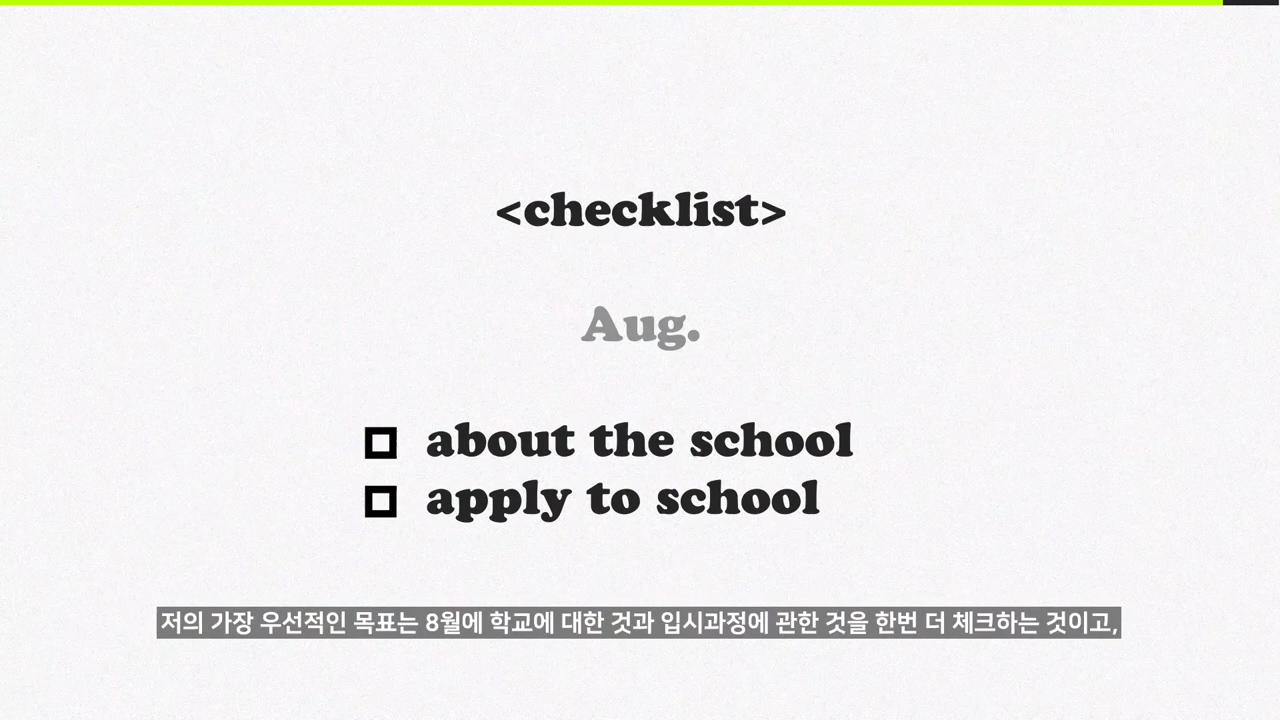 <checklist>
Aug.
about the school
apply to school
저의 가장 우선적인 목표는 8월에 학교에 대한 것과 입시과정에 관한 것을 한번 더 체크하는 것이고,